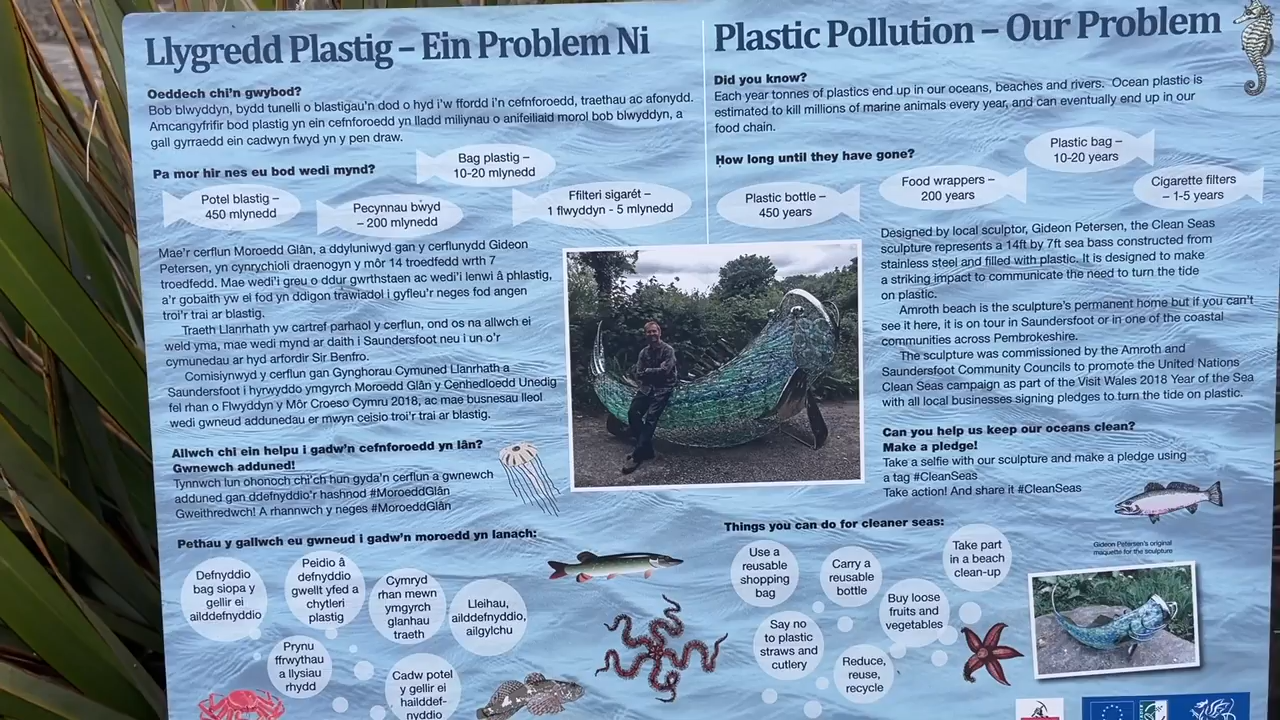 Llygredd Plastig – Ein Problem Ni
Oeddech chi'n gwybod?
Bob blwyddyn, bydd tunelli o blastigau'n dod o hyd i'w ffordd i'n cefnforoedd, traethau ac afonydd.
Amcangyfrifir bod plastig yn ein cefnforoedd yn lladd miliynau o anifeiliaid morol bob blwyddyn, a
gall gyrraedd ein cadwyn fwyd yn y pen draw.
Pa mor hir nes eu bod wedi mynd?
Bag plastig –
10-20 mlynedd
Potel blastig –
450 mlynedd
Pecynnau bwyd
– 200 mlynedd
Ffilteri sigarét –
1 flwyddyn - 5 mlynedd
Mae'r cerflun Moroedd Glân, a ddyluniwyd gan y cerflunydd Gideon
Petersen, yn cynrychioli draenogyn y môr 14 troedfedd wrth 7
troedfedd. Mae wedi'i greu o ddur gwrthstaen ac wedi'i lenwi â phlastig,
a'r gobaith yw ei fod yn ddigon trawiadol i gyfleu'r neges fod angen
troi'r trai ar blastig.
Traeth Llanrhath yw cartref parhaol y cerflun, ond os na allwch ei
weld yma, mae wedi mynd ar daith i Saundersfoot neu i un o'r
cymunedau ar hyd arfordir Sir Benfro.
Comisiynwyd y cerflun gan Gynghorau Cymuned Llanrhath a
Saundersfoot i hyrwyddo ymgyrch Moroedd Glân y Cenhedloedd Unedig
fel rhan o Flwyddyn y Môr Croeso Cymru 2018, ac mae busnesau lleol
wedi gwneud addunedau er mwyn ceisio troi'r trai ar blastig.
Allwch chi ein helpu i gadw'n cefnforoedd yn lân?
Gwnewch adduned!
Tynnwch lun ohonoch chi'ch hun gyda'n cerflun a gwnewch
adduned gan ddefnyddio'r hashnod #MoroeddGlân
Gweithredwch! A rhannwch y neges #MoroeddGlân
Pethau y gallwch eu gwneud i gadw'n moroedd yn lanach:
Defnyddio
bag siopa y
gellir ei
ailddefnyddio
Peidio â
defnyddio
gwellt yfed a
chytleri
plastig
Cymryd
rhan mewn
ymgyrch
glanhau
traeth
Lleihau,
ailddefnyddio,
ailgylchu
Prynu
ffrwythau
a llysiau
rhydd
Cadw potel
y gellir ei
hailddef-
nyddio
Plastic Pollution – Our Problem
Did you know?
Each year tonnes of plastics end up in our oceans, beaches and rivers. Ocean plastic is
estimated to kill millions of marine animals every year, and can eventually end up in our
food chain.
How long until they have gone?
Plastic bag –
10-20 years
Food wrappers –
200 years
Cigarette filters
– 1-5 years
Plastic bottle –
450 years
Designed by local sculptor, Gideon Petersen, the Clean Seas
sculpture represents a 14ft by 7ft sea bass constructed from
stainless steel and filled with plastic. It is designed to make
a striking impact to communicate the need to turn the tide
on plastic.
Amroth beach is the sculpture's permanent home but if you can't
see it here, it is on tour in Saundersfoot or in one of the coastal
communities across Pembrokeshire.
The sculpture was commissioned by the Amroth and
Saundersfoot Community Councils to promote the United Nations
Clean Seas campaign as part of the Visit Wales 2018 Year of the Sea
with all local businesses signing pledges to turn the tide on plastic.
Can you help us keep our oceans clean?
Make a pledge!
Take a selfie with our sculpture and make a pledge using
a tag #CleanSeas
Take action! And share it #CleanSeas
Things you can do for cleaner seas:
Use a
reusable
shopping
bag
Carry a
reusable
bottle
Take part
in a beach
clean-up
Say no
to plastic
straws and
cutlery
Buy loose
fruits and
vegetables
Reduce,
reuse,
recycle
Gideon Petersen's original
maquette for the sculpture